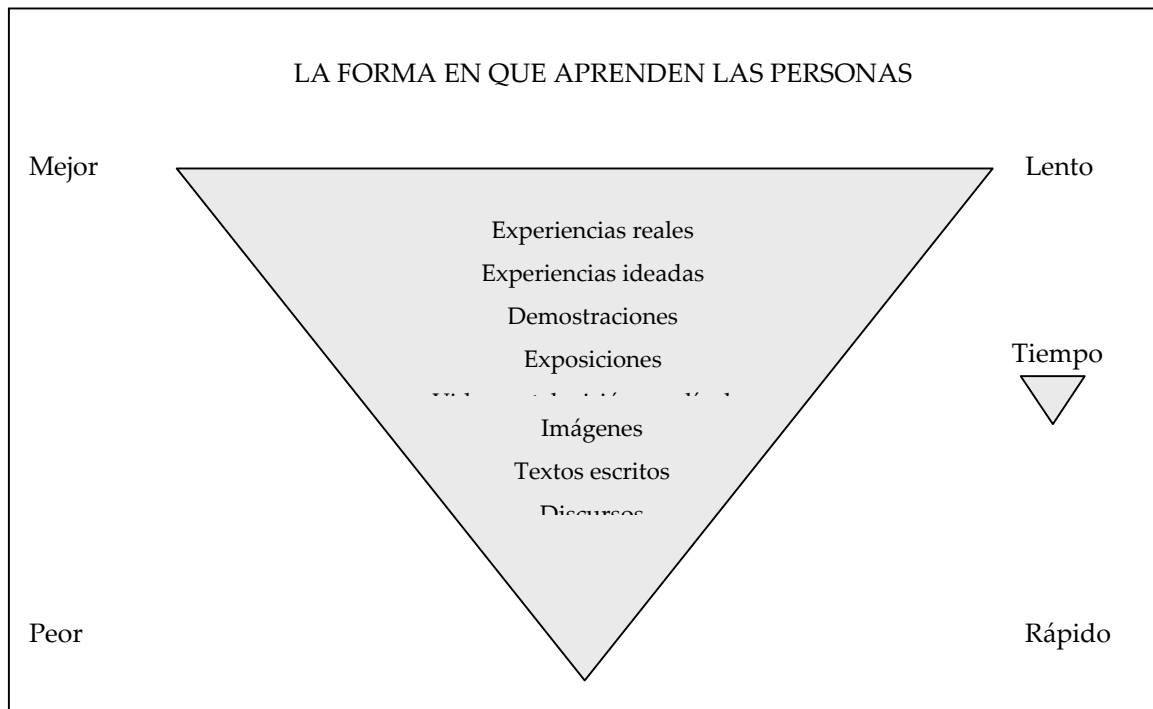 LA FORMA EN QUE APRENDEN LAS PERSONAS
Mejor
Lento
Experiencias reales
Experiencias ideadas
Demostraciones
Exposiciones
Tiempo
Imágenes
Textos escritos
Discursos
Peor
Rápido